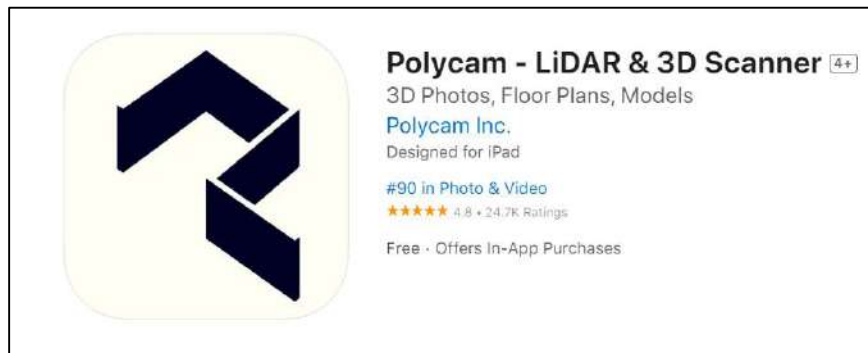 Polycam - LiDAR & 3D Scanner 4+
3D Photos, Floor Plans, Models
Polycam Inc.
Designed for iPad
#90 in Photo & Video
★★★★★ 4.8 • 24.7K Ratings
Free · Offers In-App Purchases